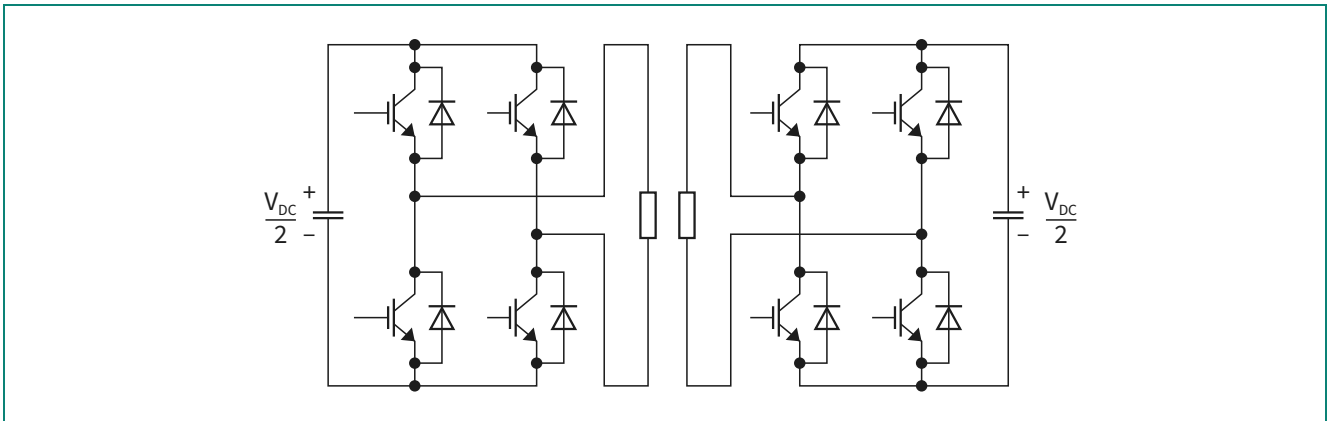 V_DC + + V_DC
2 – – 2